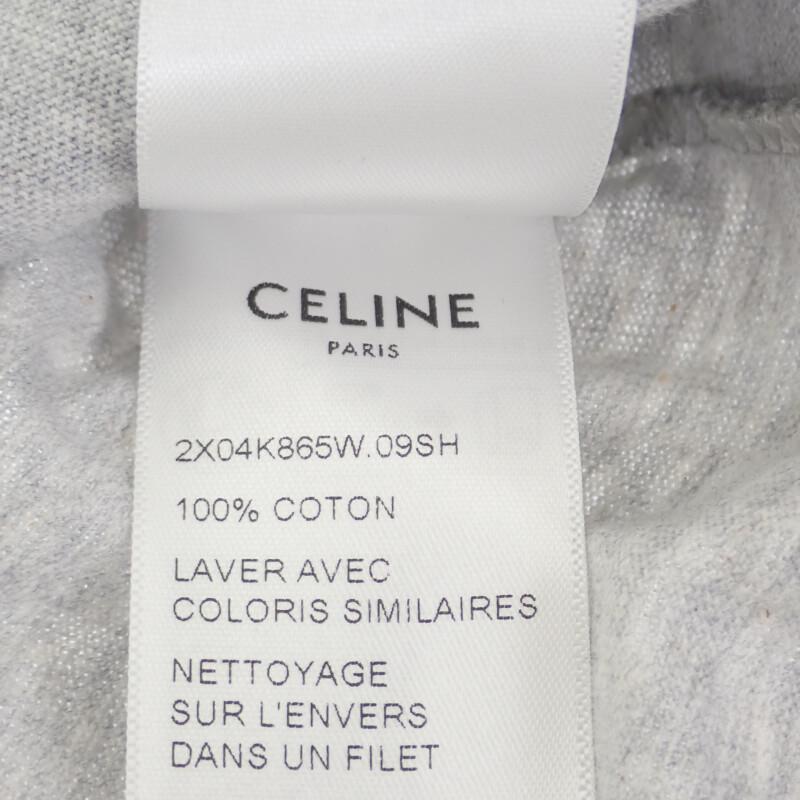 CELINE
PARIS
2X04K865W.09SH
100% COTON
LAVER AVEC
COLORIS SIMILAIRES
NETTOYAGE
SUR L'ENVERS
DANS UN FILET